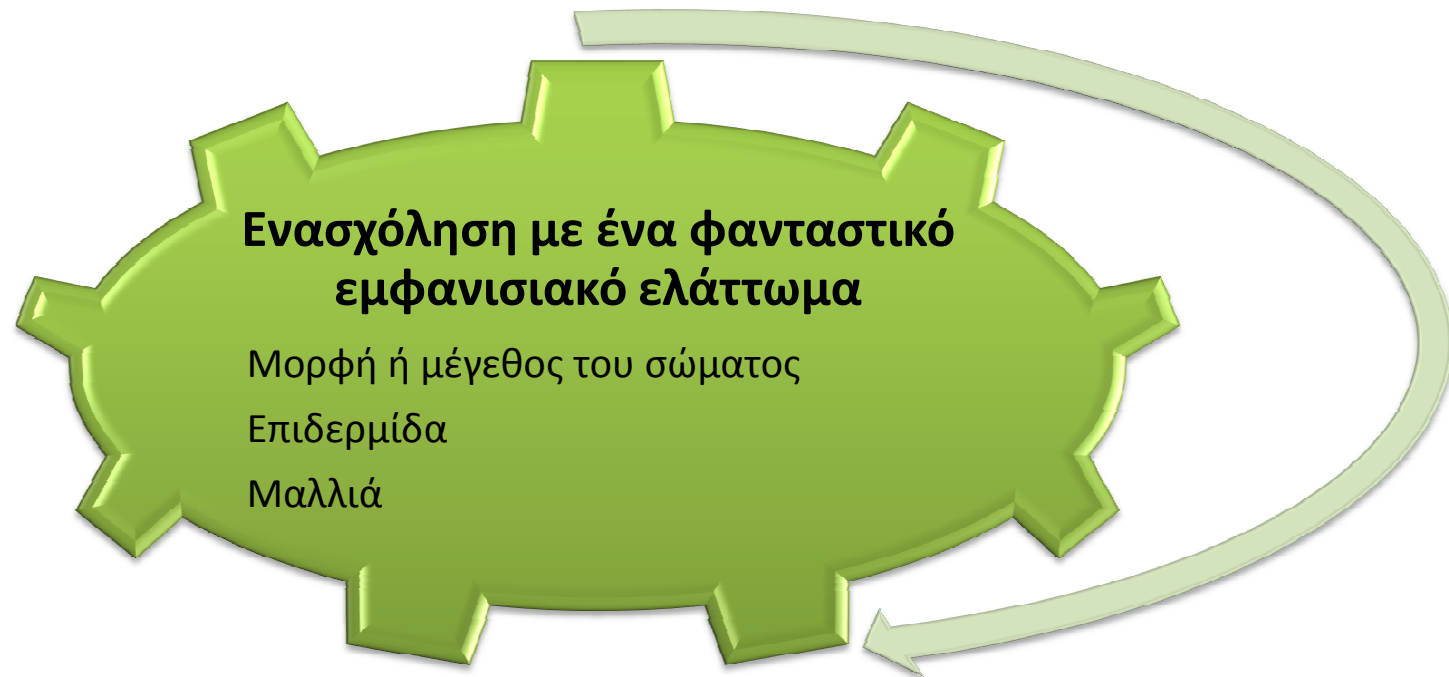 Ενασχόληση με ένα φανταστικό
εμφανισιακό ελάττωμα
Μορφή ή μέγεθος του σώματος
Επιδερμίδα
Μαλλιά